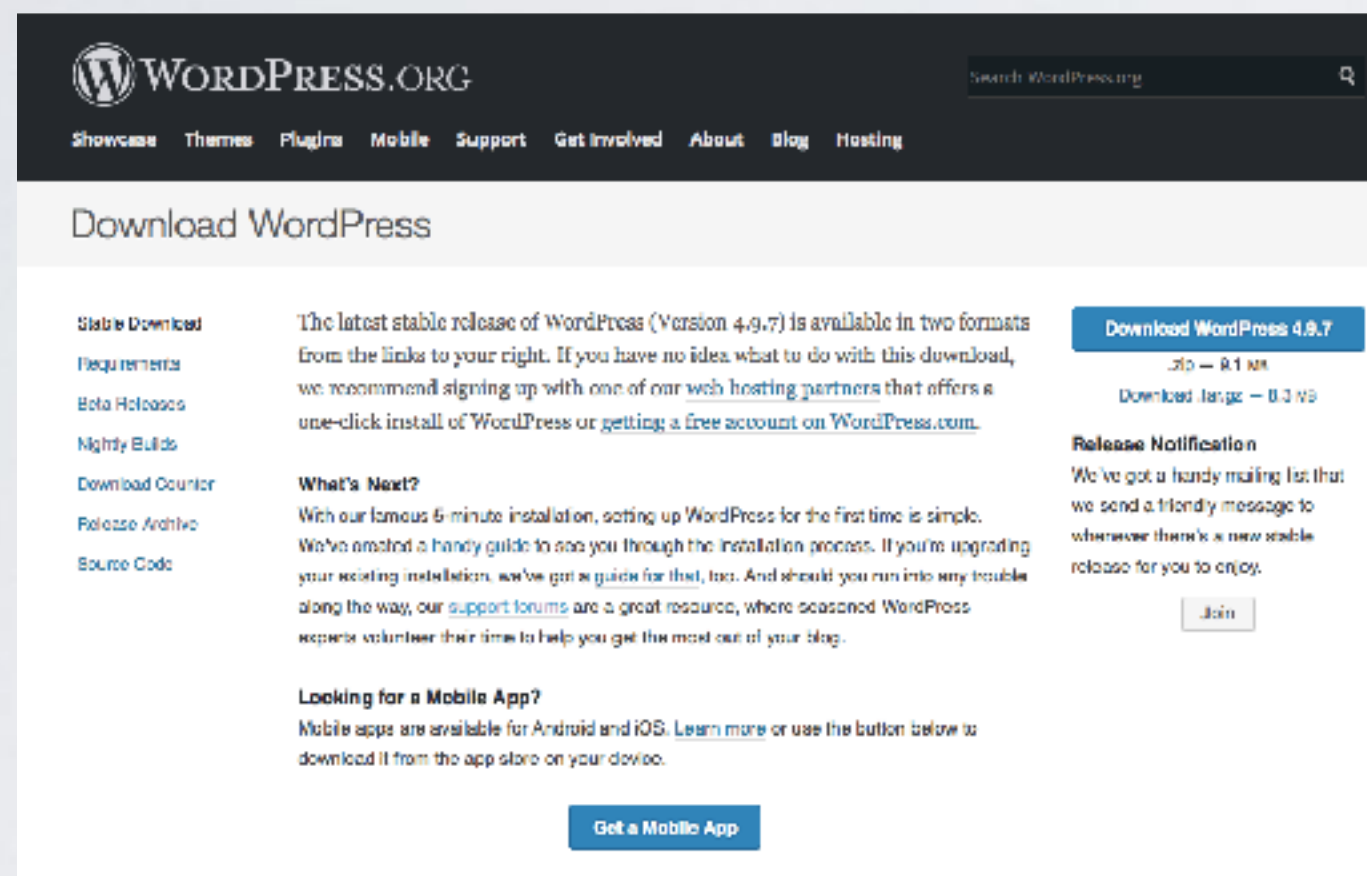 WORDPRESS.ORG
Search WordPress.org
Showcase Themes Plugins Mobile Support Get Involved About Blog Hosting
Download WordPress
Stable Download
Requirements
Beta Releases
Nightly Builds
Download Counter
Release Archive
Source Code
The latest stable release of WordPress (Version 4.9.7) is available in two formats
from the links to your right. If you have no idea what to do with this download,
we recommend signing up with one of our web hosting partners that offers a
one-click install of WordPress or getting a free account on WordPress.com.
What's Next?
With our famous 5-minute installation, setting up WordPress for the first time is simple.
We've created a handy guide to see you through the installation process. If you're upgrading
your existing installation, we've got a guide for that, too. And should you run into any trouble
along the way, our support forums are a great resource, where seasoned WordPress
experts volunteer their time to help you get the most out of your blog.
Looking for a Mobile App?
Mobile apps are available for Android and iOS. Learn more or use the button below to
download it from the app store on your device.
Get a Mobile App
Download WordPress 4.9.7
.zip — 9.1 MB
Download .tar.gz — 8.3 MB
Release Notification
We've got a handy mailing list that
we send a friendly message to
whenever there's a new stable
release for you to enjoy.
Join